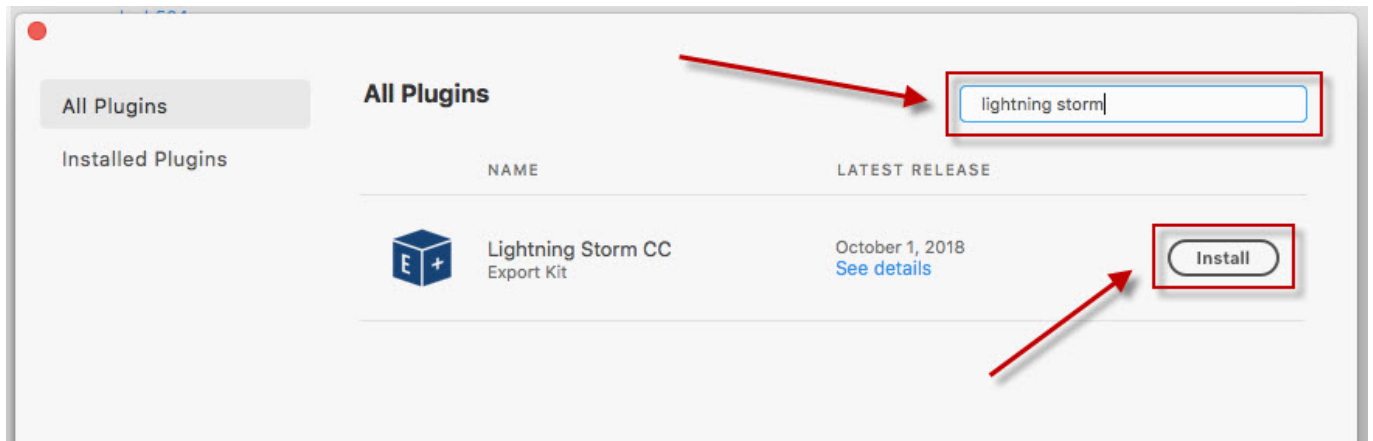 All Plugins
Installed Plugins
All Plugins
lightning storm
NAME
LATEST RELEASE
E +
Lightning Storm CC
Export Kit
October 1, 2018
See details
Install